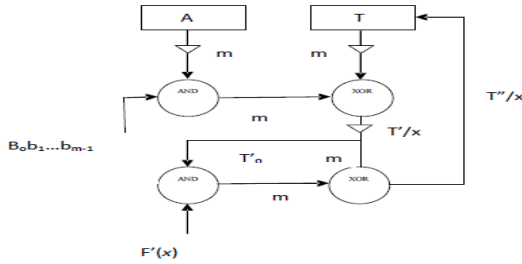 A T
m m
AND XOR
T"/x
m
T'/x
B₀b₁...bₘ₋₁
T'₀ m
AND XOR
m
F'(x)